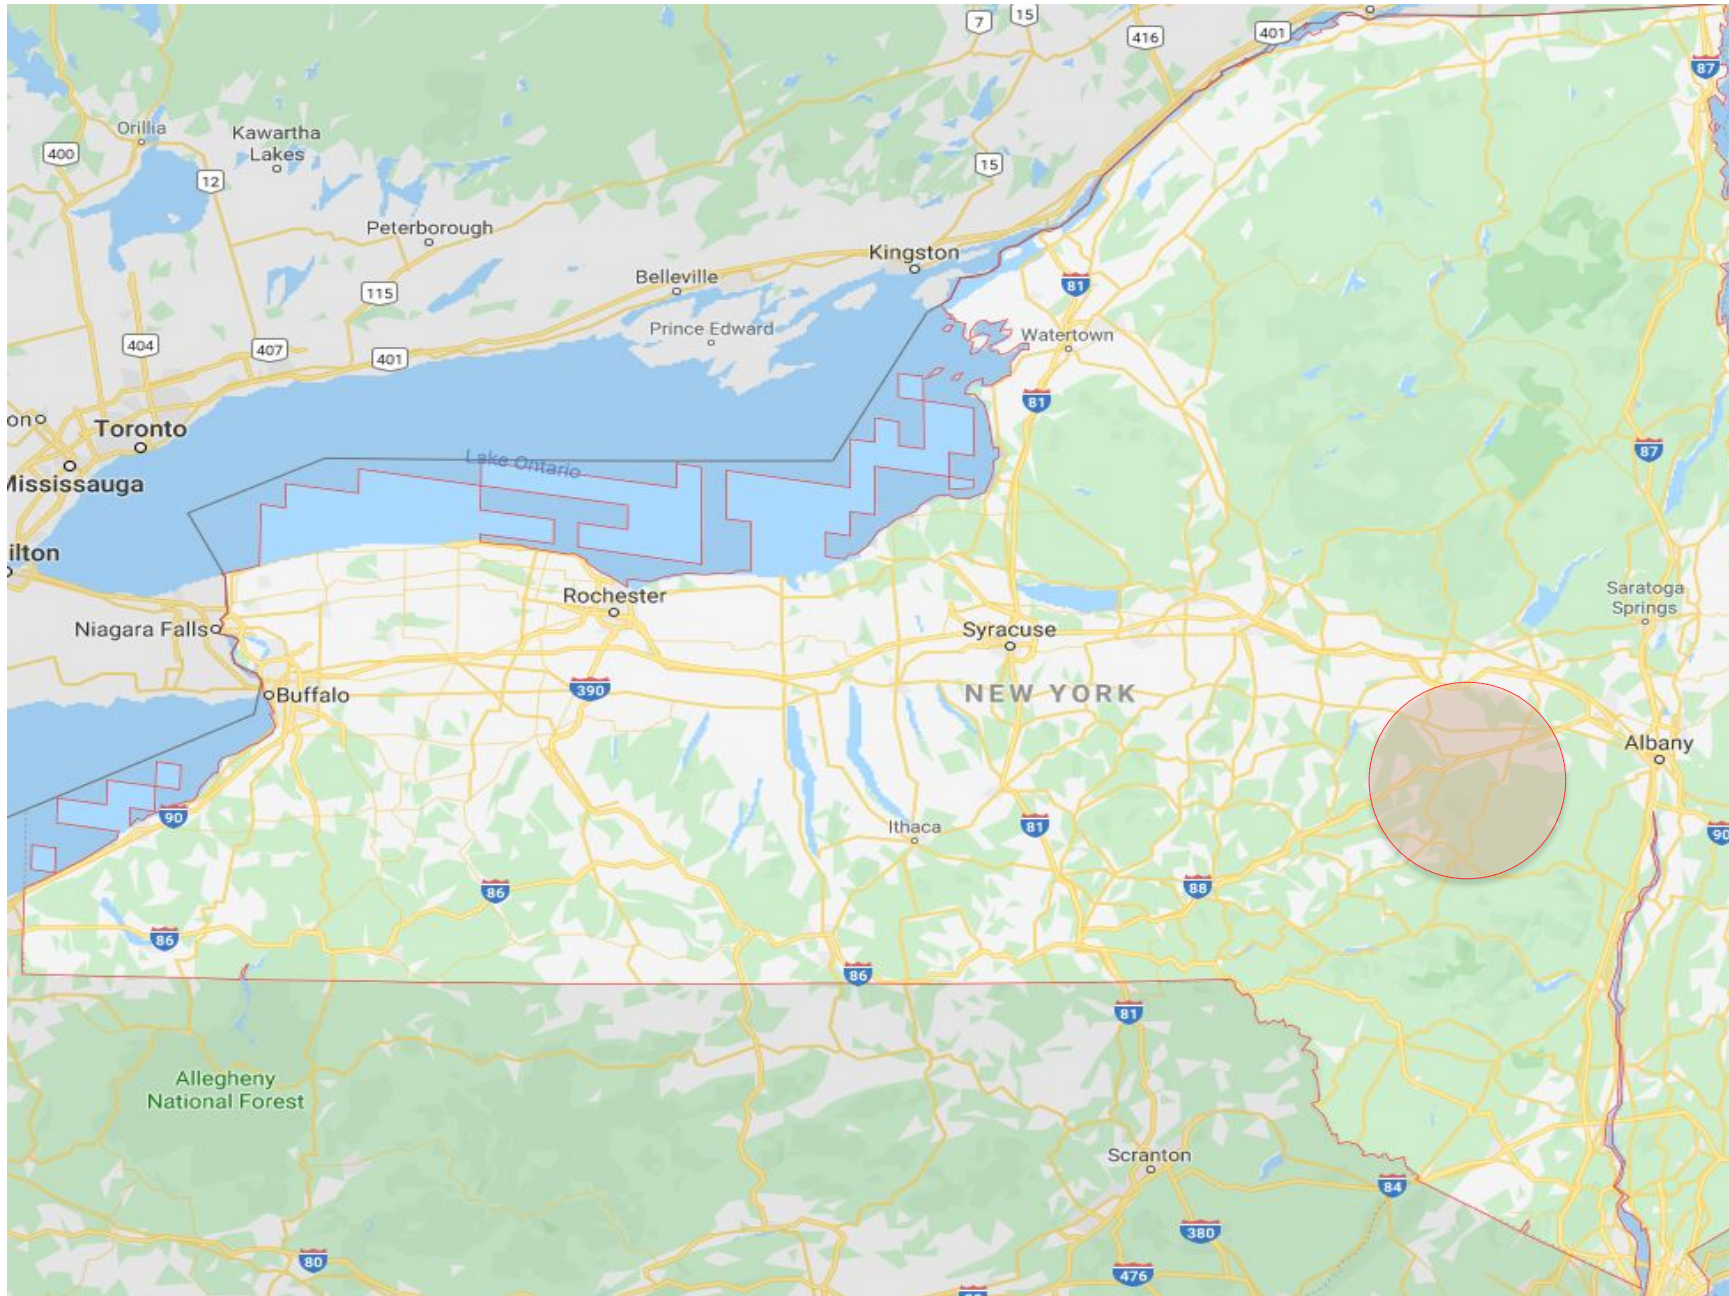 7
15
416
401
87
Orillia
Kawartha
Lakes
400
12
15
Peterborough
Kingston
Belleville
81
115
Prince Edward
Watertown
404
407
401
81
on
Toronto
87
Lake Ontario
Mississauga
ilton
Saratoga
Springs
Rochester
Niagara Falls
Syracuse
Buffalo
390
NEW YORK
Albany
90
Ithaca
81
90
86
88
86
86
81
Allegheny
National Forest
Scranton
84
380
80
476